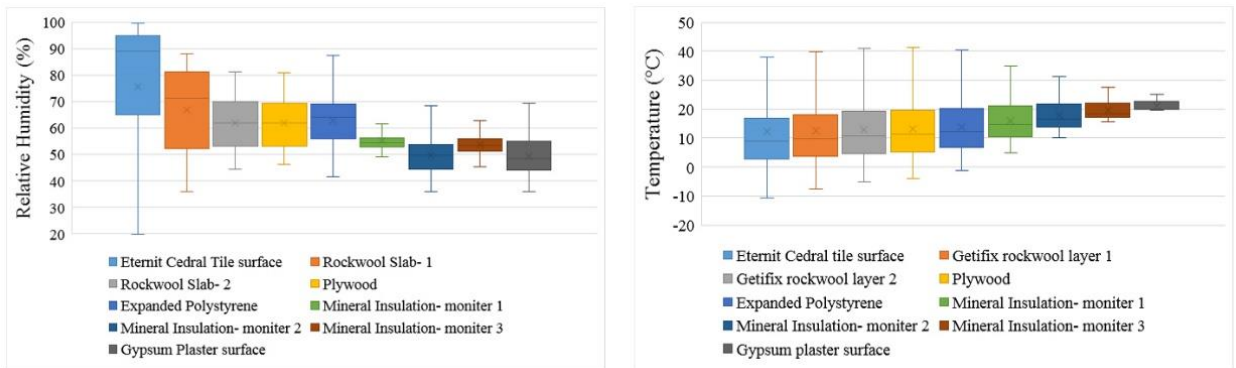 Relative Humidity (%)
100
90
80
70
60
50
40
30
20
Eternit Cedral Tile surface
Rockwool Slab- 1
Rockwool Slab- 2
Plywood
Expanded Polystyrene
Mineral Insulation- moniter 1
Mineral Insulation- moniter 2
Mineral Insulation- moniter 3
Gypsum Plaster surface
Temperature (°C)
50
40
30
20
10
0
-10
-20
Eternit Cedral tile surface
Getifix rockwool layer 1
Getifix rockwool layer 2
Plywood
Expanded Polystyrene
Mineral Insulation- moniter 1
Mineral Insulation- moniter 2
Mineral Insulation- moniter 3
Gypsum plaster surface